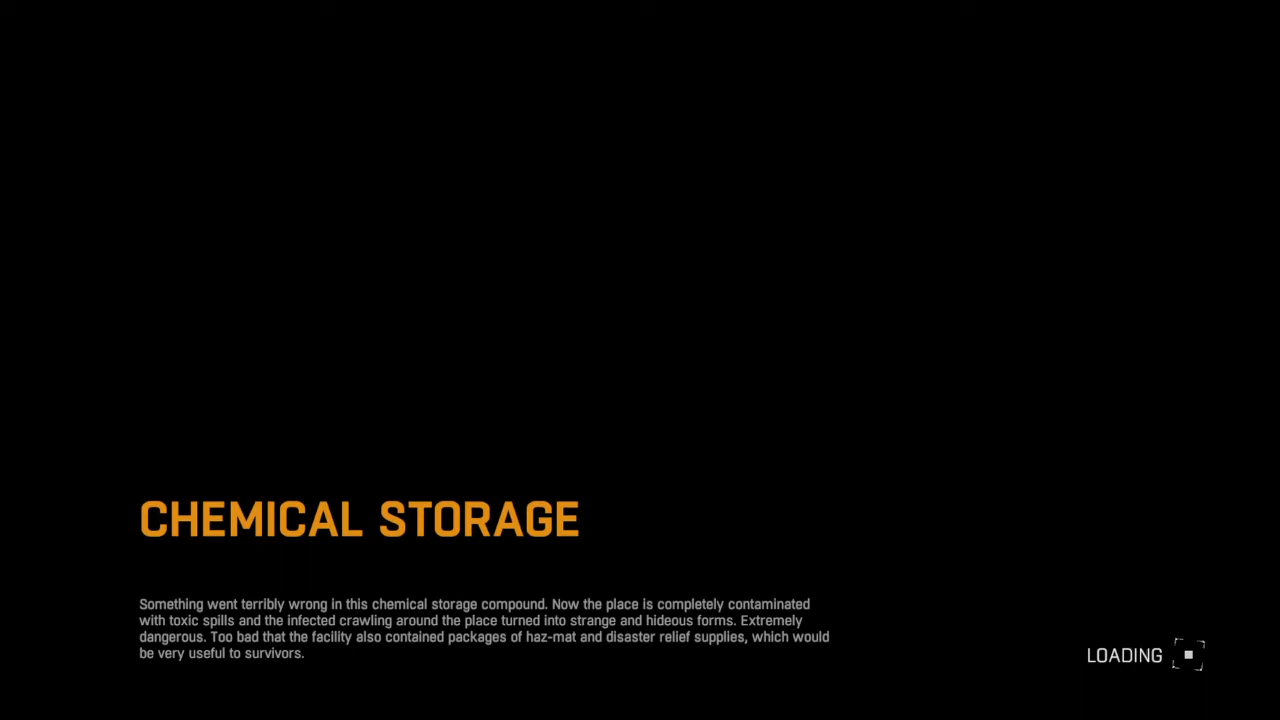 CHEMICAL STORAGE
Something went terribly wrong in this chemical storage compound. Now the place is completely contaminated
with toxic spills and the infected crawling around the place turned into strange and hideous forms. Extremely
dangerous. Too bad that the facility also contained packages of haz-mat and disaster relief supplies, which would
be very useful to survivors.
LOADING